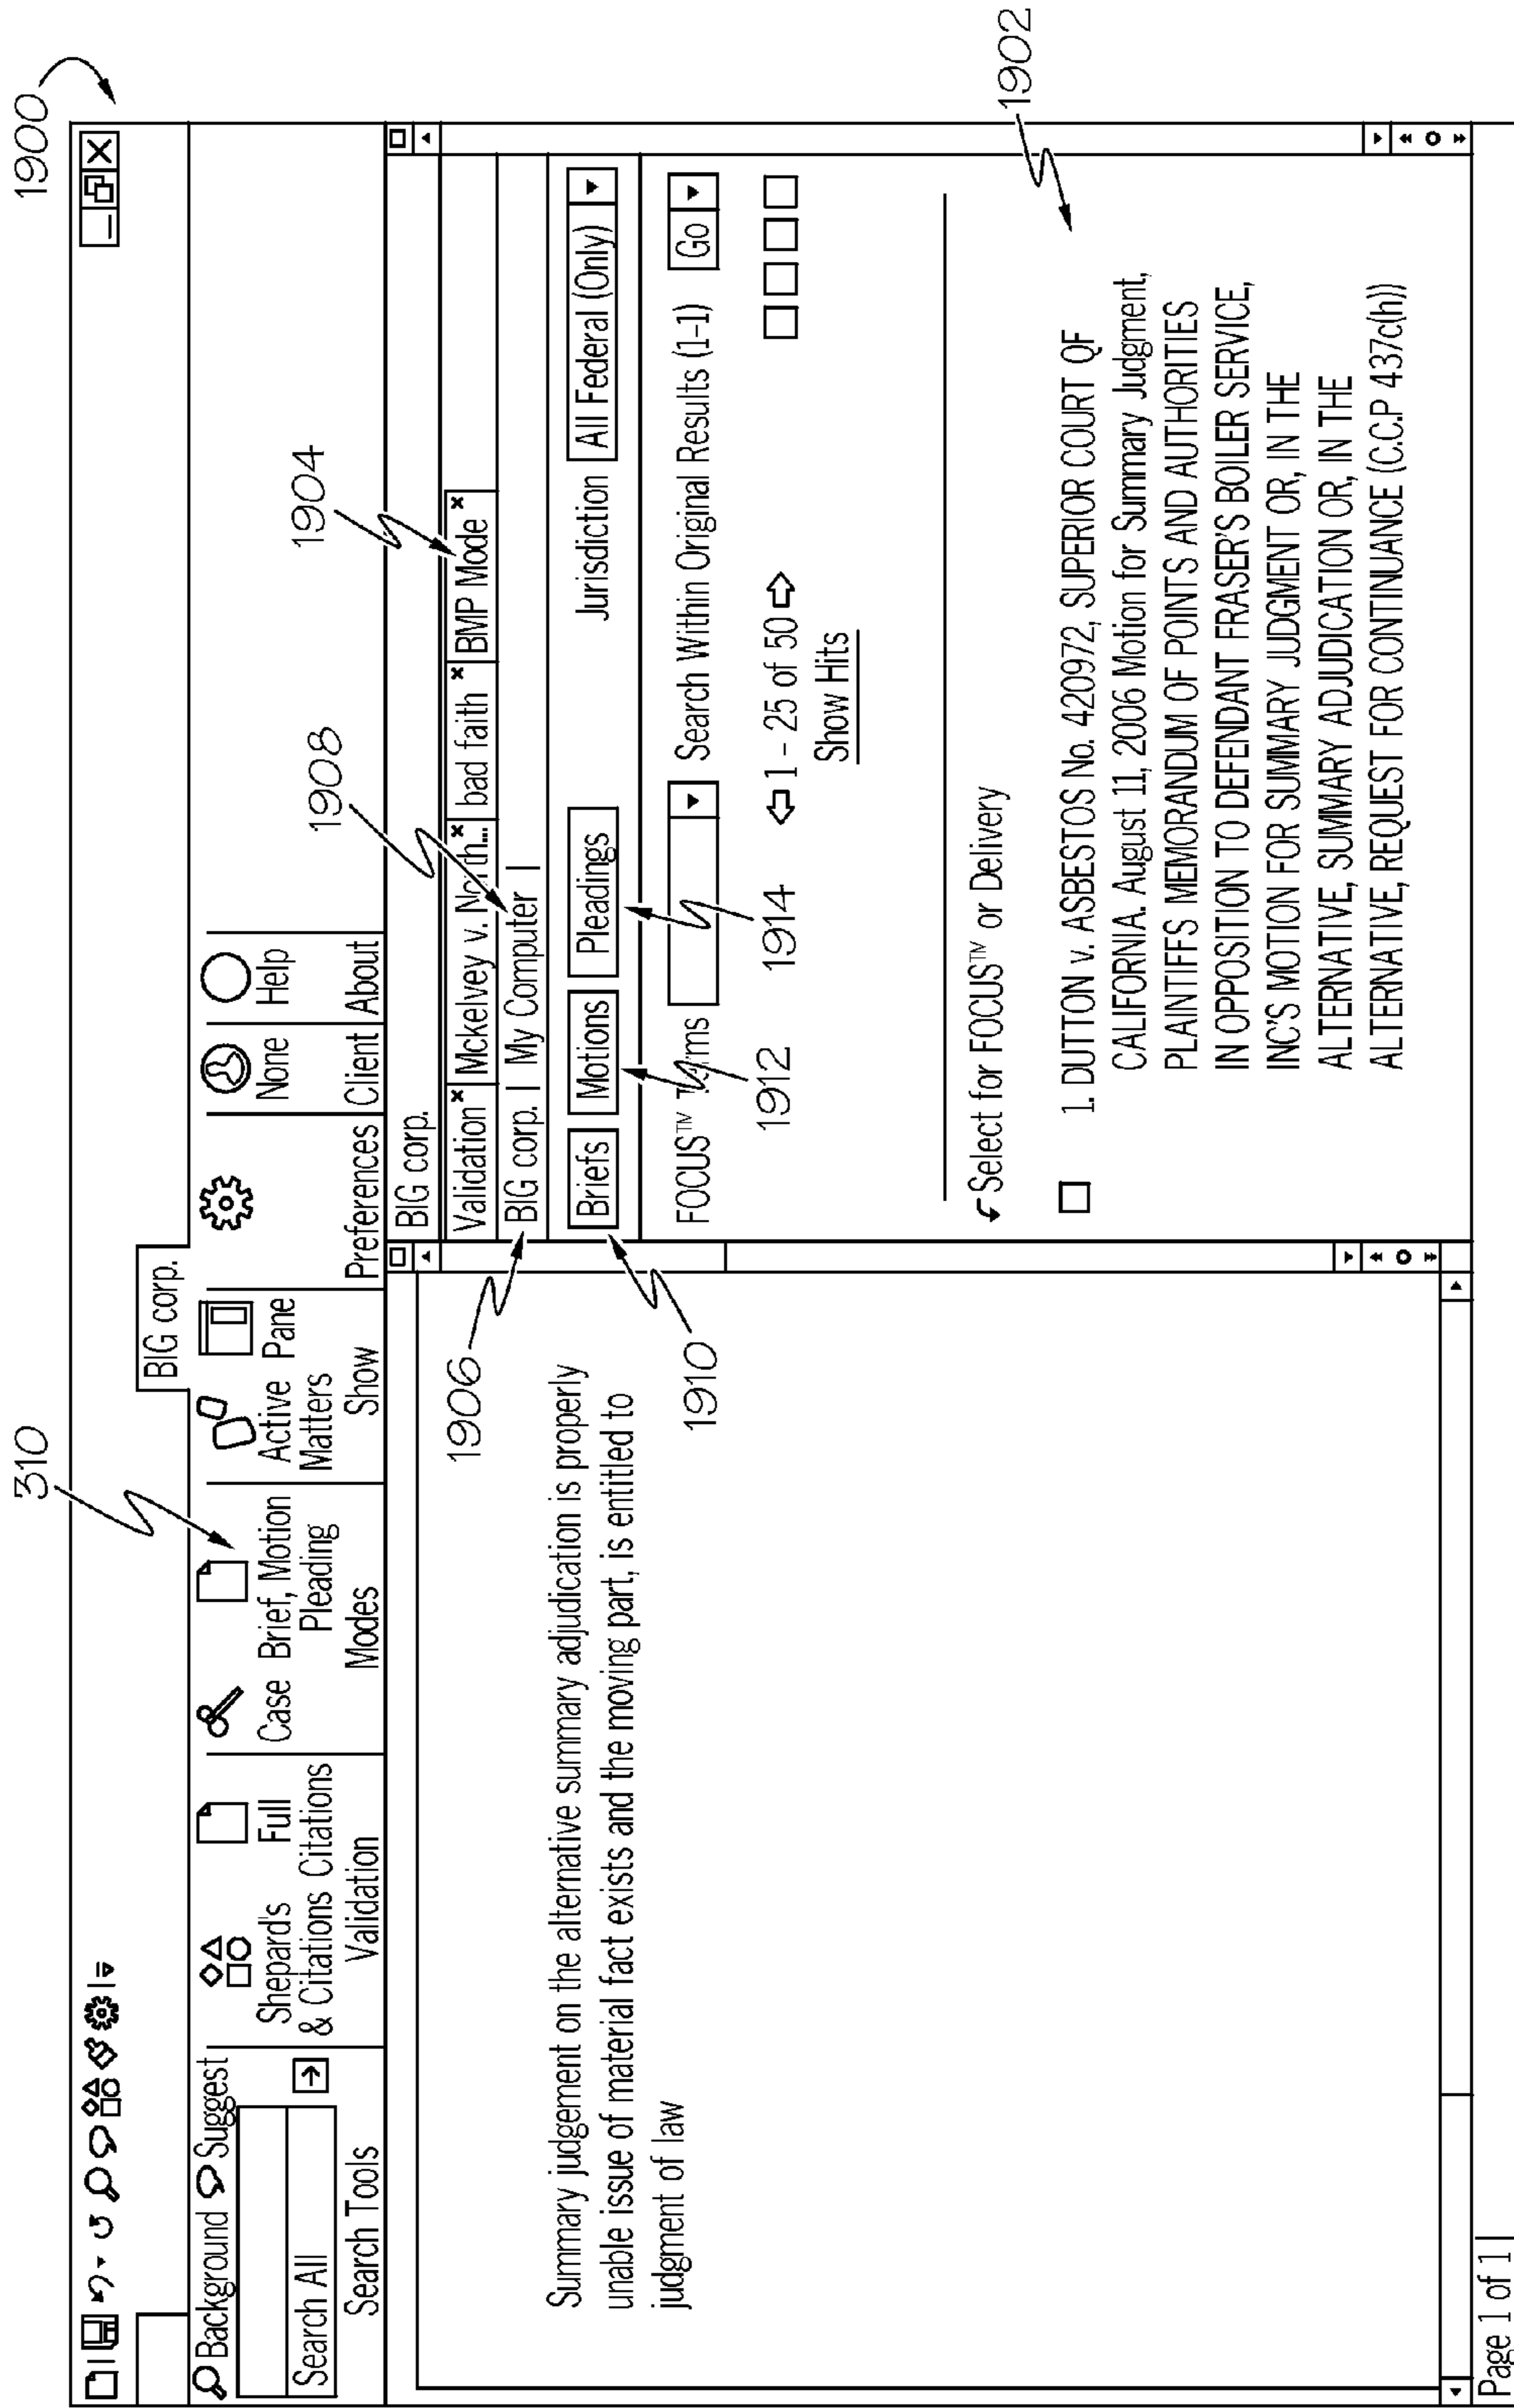 1900
310
BIG corp.
Background Suggest
Search All
Search Tools
Shepard's
& Citations
Full
Citations
Validation
Case
Brief, Motion
Pleading
Modes
Active
Matters
Pane
Show
Preferences
None
Client
Help
About
1904
1908
BIG corp.
Validation × Mckelvey v. North... × bad faith × BMP Mode ×
BIG corp. | My Computer |
1906
Briefs Motions Pleadings Jurisdiction All Federal (Only)
1910
FOCUS™ Terms Search Within Original Results (1-1) Go
1912
1914
1 - 25 of 50
Show Hits
Select for FOCUS™ or Delivery
1902
1. DUTTON v. ASBESTOS No. 420972, SUPERIOR COURT QF
CALIFORNIA. August 11, 2006 Motion for Summary Judgment,
PLAINTIFFS MEMORANDUM OF POINTS AND AUTHORITIES
IN OPPOSITION TO DEFENDANT FRASER'S BOILER SERVICE,
INC'S MOTION FOR SUMMARY JUDGMENT OR, IN THE
ALTERNATIVE, SUMMARY ADJUDICATION OR, IN THE
ALTERNATIVE, REQUEST FOR CONTINUANCE (C.C.P 437c(h))
Summary judgement on the alternative summary adjudication is properly
unable issue of material fact exists and the moving part, is entitled to
judgment of law
Page 1 of 1